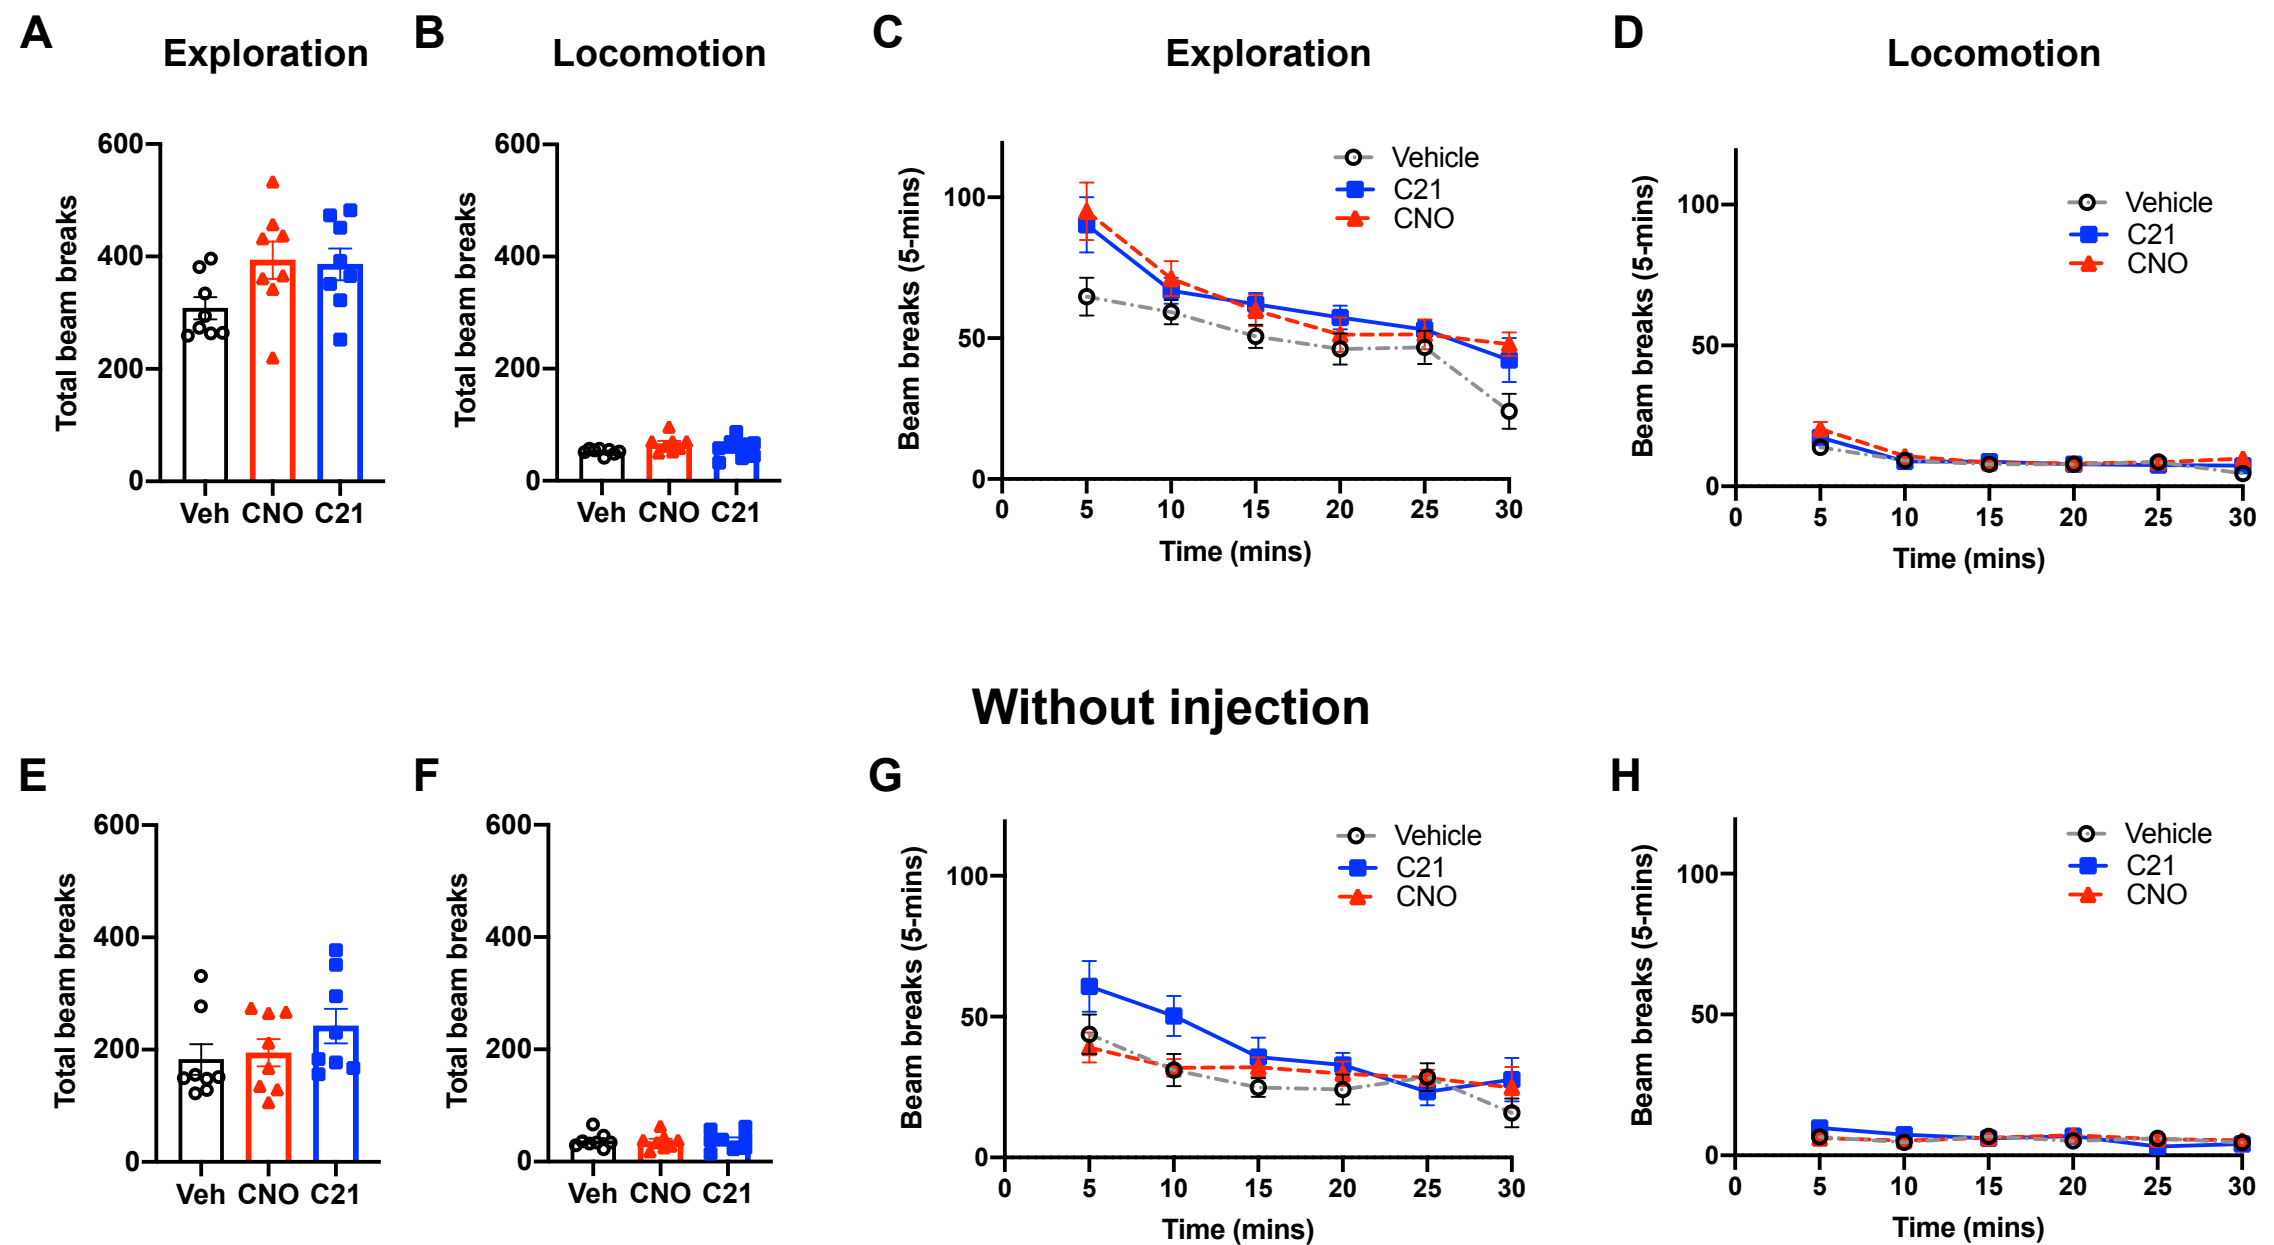 A
Exploration
B
Locomotion
C
Exploration
D
Locomotion
Total beam breaks
600
400
200
0
Veh CNO C21
Total beam breaks
600
400
200
0
Veh CNO C21
Beam breaks (5-mins)
100
50
0
Vehicle
C21
CNO
0 5 10 15 20 25 30
Time (mins)
Beam breaks (5-mins)
100
50
0
Vehicle
C21
CNO
0 5 10 15 20 25 30
Time (mins)
Without injection
E
F
G
H
Total beam breaks
600
400
200
0
Veh CNO C21
Total beam breaks
600
400
200
0
Veh CNO C21
Beam breaks (5-mins)
100
50
0
Vehicle
C21
CNO
0 5 10 15 20 25 30
Time (mins)
Beam breaks (5-mins)
100
50
0
Vehicle
C21
CNO
0 5 10 15 20 25 30
Time (mins)